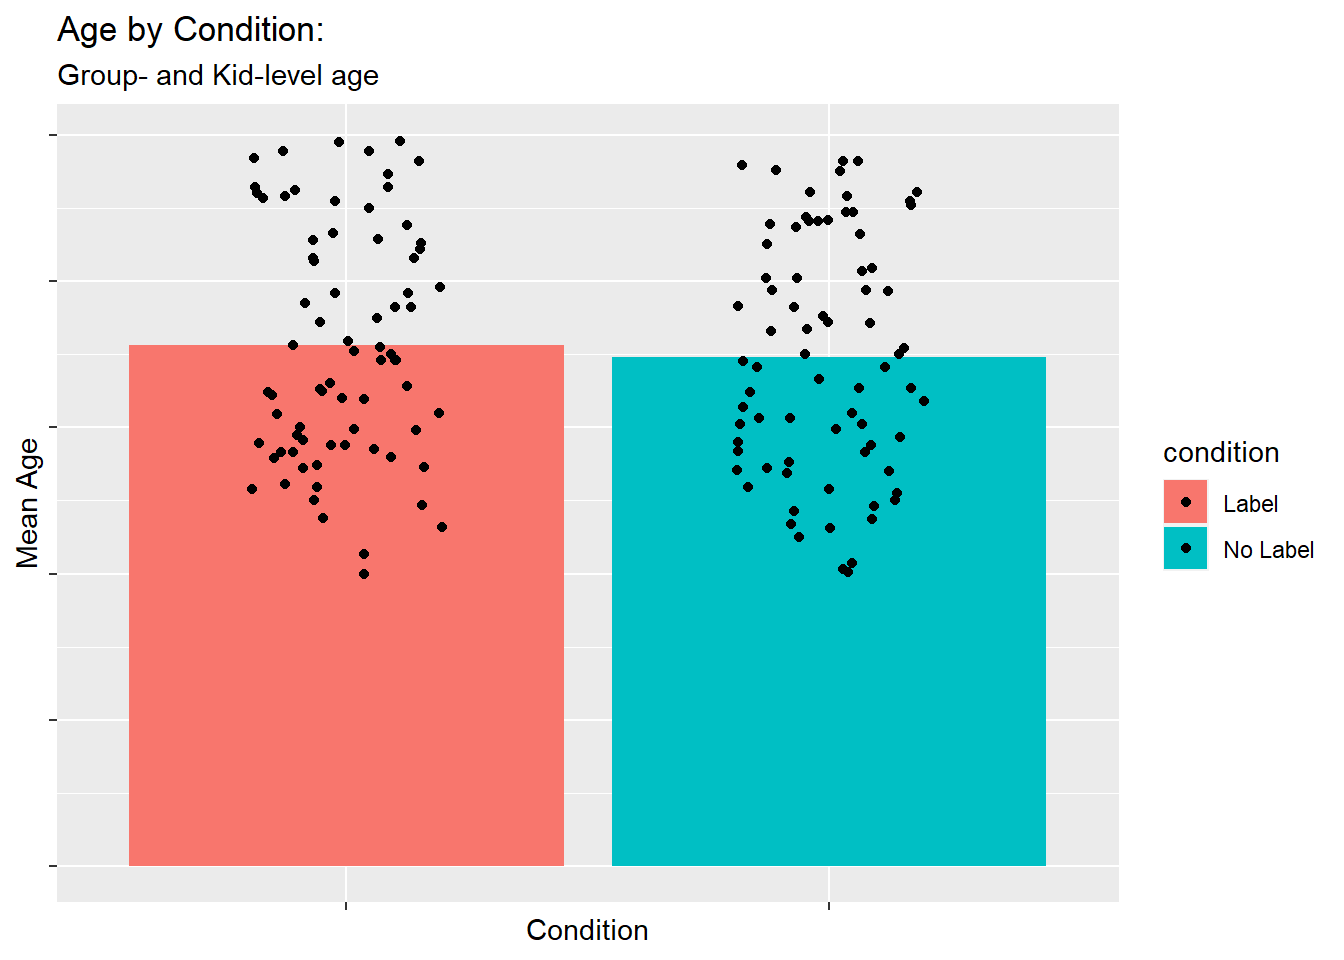 Age by Condition:
Group- and Kid-level age
Mean Age
Condition
condition
Label
No Label